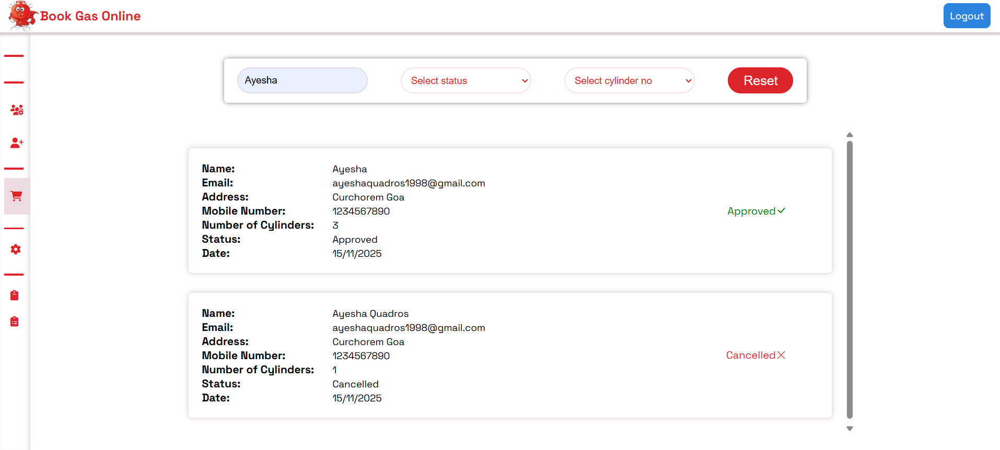 Book Gas Online
Logout
Ayesha
Select status
Select cylinder no
Reset
Name: Ayesha
Email: ayeshaquadros1998@gmail.com
Address: Curchorem Goa
Mobile Number: 1234567890
Number of Cylinders: 3
Status: Approved
Date: 15/11/2025
Approved
Name: Ayesha Quadros
Email: ayeshaquadros1998@gmail.com
Address: Curchorem Goa
Mobile Number: 1234567890
Number of Cylinders: 1
Status: Cancelled
Date: 15/11/2025
Cancelled